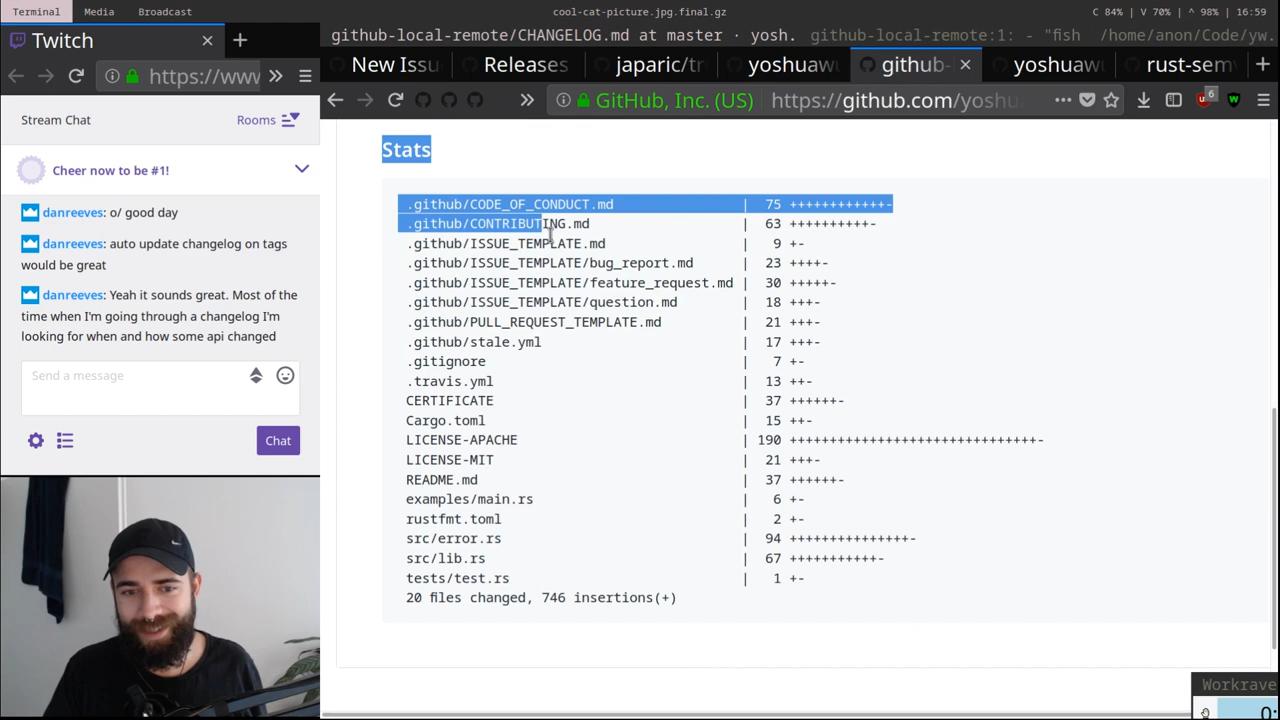 Terminal Media Broadcast cool-cat-picture.jpg.final.gz C 84% | V 70% | ^ 98% | 16:59
Twitch
https://www
Stream Chat Rooms
Cheer now to be #1!
danreeves: o/ good day
danreeves: auto update changelog on tags
would be great
danreeves: Yeah it sounds great. Most of the
time when I'm going through a changelog I'm
looking for when and how some api changed
Send a message
Chat
github-local-remote/CHANGELOG.md at master · yosh. github-local-remote:1: - "fish /home/anon/Code/yw.
New Issu Releases japaric/tr yoshuawu github- yoshuawu rust-sem
GitHub, Inc. (US) https://github.com/yoshu 6
Stats
.github/CODE_OF_CONDUCT.md | 75 ++++++++++++-
.github/CONTRIBUTING.md | 63 ++++++++++-
.github/ISSUE_TEMPLATE.md | 9 +-
.github/ISSUE_TEMPLATE/bug_report.md | 23 ++++-
.github/ISSUE_TEMPLATE/feature_request.md | 30 +++++-
.github/ISSUE_TEMPLATE/question.md | 18 +++-
.github/PULL_REQUEST_TEMPLATE.md | 21 +++-
.github/stale.yml | 17 +++-
.gitignore | 7 +-
.travis.yml | 13 ++-
CERTIFICATE | 37 ++++++-
Cargo.toml | 15 ++-
LICENSE-APACHE | 190 +++++++++++++++++++++++++++++++-
LICENSE-MIT | 21 +++-
README.md | 37 ++++++-
examples/main.rs | 6 +-
rustfmt.toml | 2 +-
src/error.rs | 94 +++++++++++++++-
src/lib.rs | 67 +++++++++++-
tests/test.rs | 1 +-
20 files changed, 746 insertions(+)
Workrave
0: